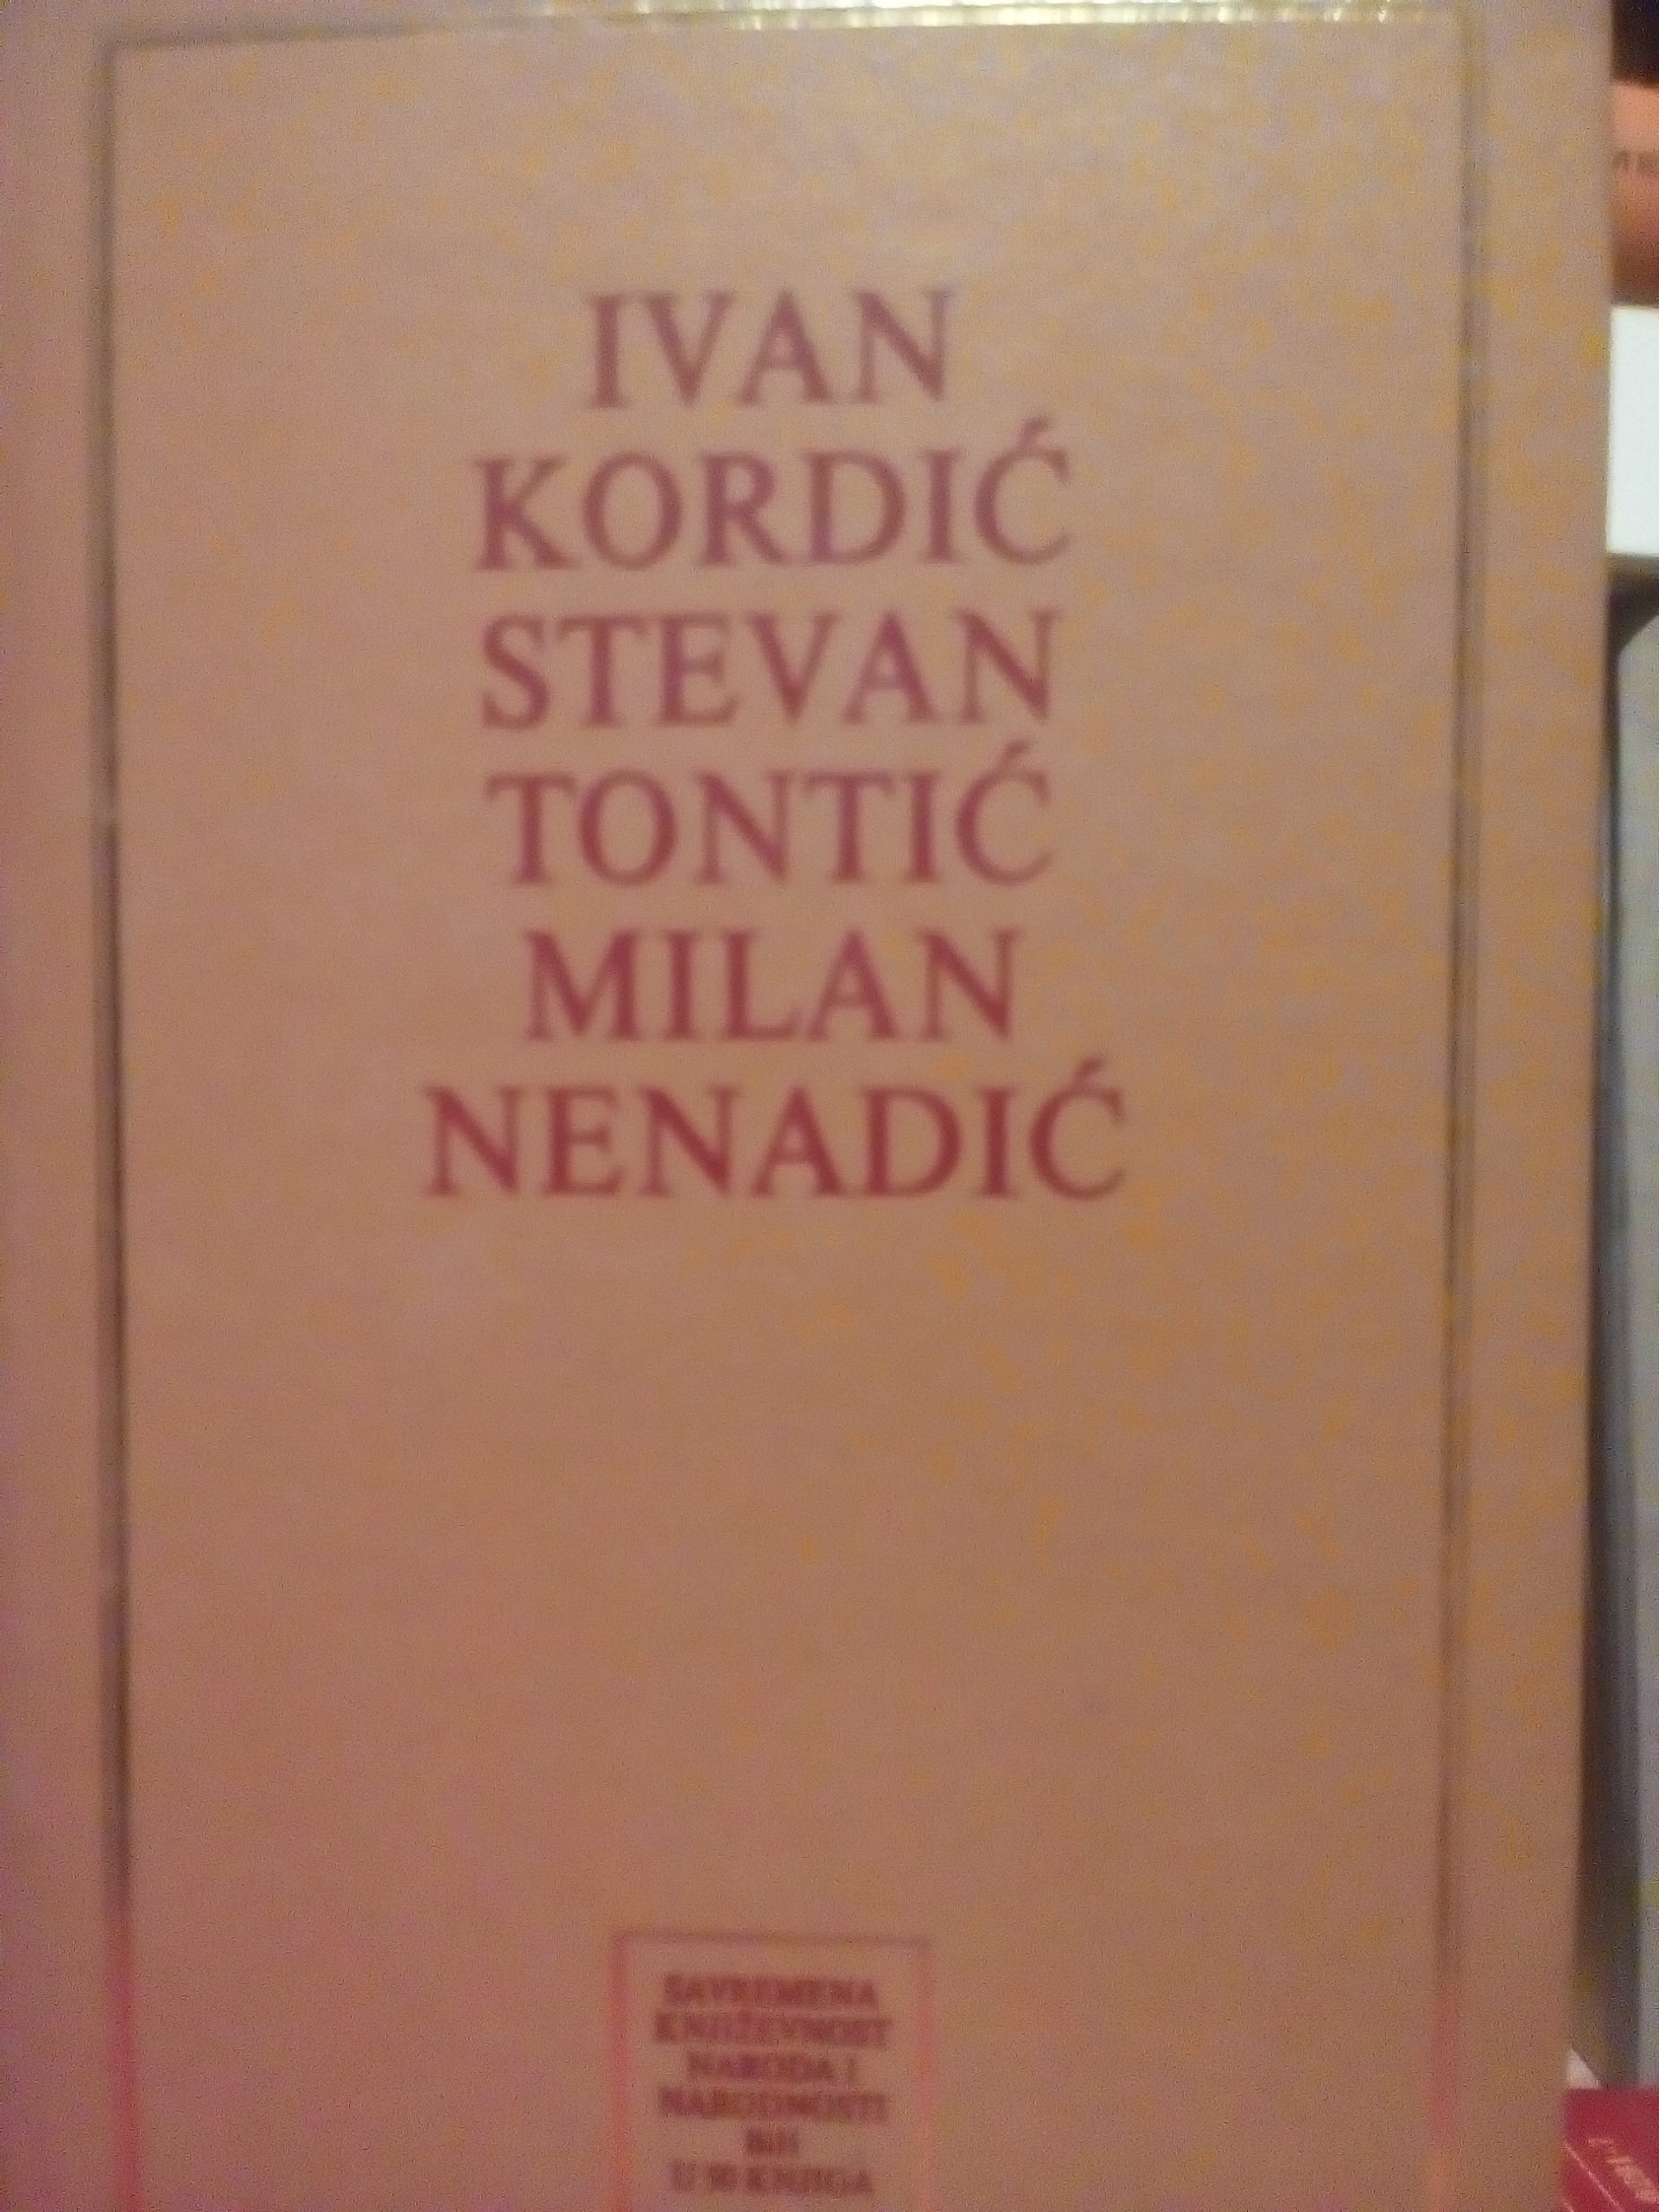 IVAN
KORDIĆ
STEVAN
TONTIĆ
MILAN
NENADIĆ
SAVREMENA
KNJIŽEVNOST
NARODA I
NARODNOSTI
BiH
U 50 KNJIGA